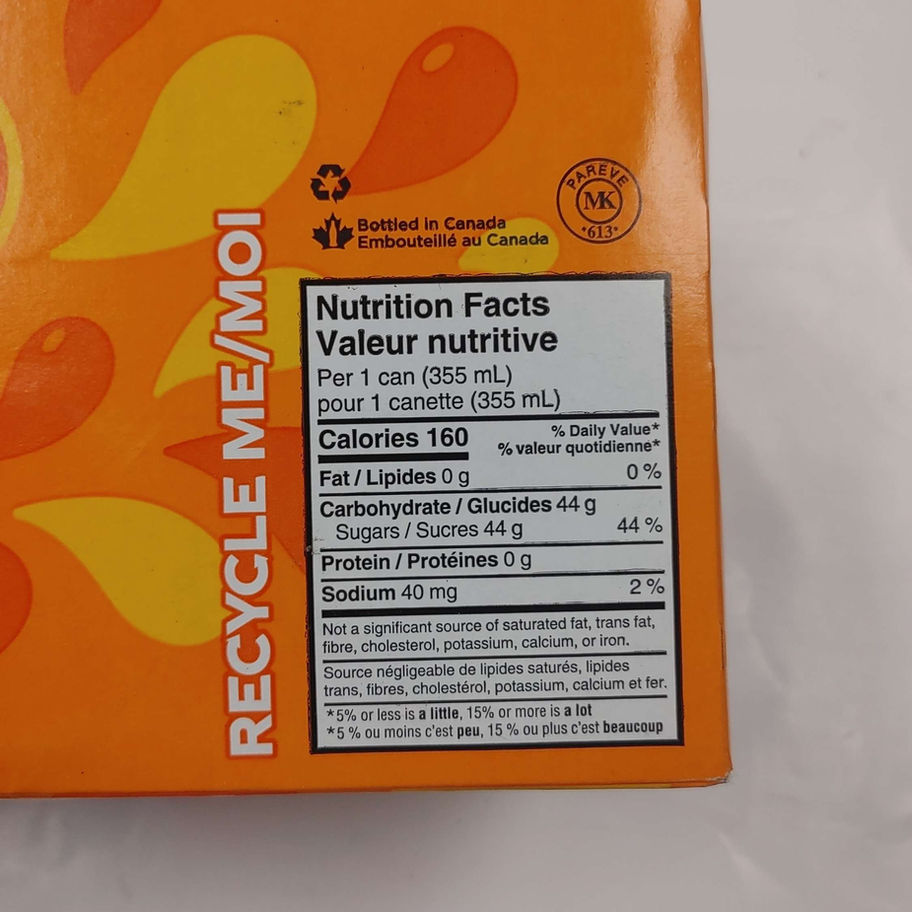 PAREVE
MK
•613•
Bottled in Canada
Embouteillé au Canada
RECYCLE ME/MOI
Nutrition Facts
Valeur nutritive
Per 1 can (355 mL)
pour 1 canette (355 mL)
Calories 160
% Daily Value*
% valeur quotidienne*
Fat / Lipides 0 g 0 %
Carbohydrate / Glucides 44 g
Sugars / Sucres 44 g 44 %
Protein / Protéines 0 g
Sodium 40 mg 2 %
Not a significant source of saturated fat, trans fat,
fibre, cholesterol, potassium, calcium, or iron.
Source négligeable de lipides saturés, lipides
trans, fibres, cholestérol, potassium, calcium et fer.
*5% or less is a little, 15% or more is a lot
*5 % ou moins c'est peu, 15 % ou plus c'est beaucoup